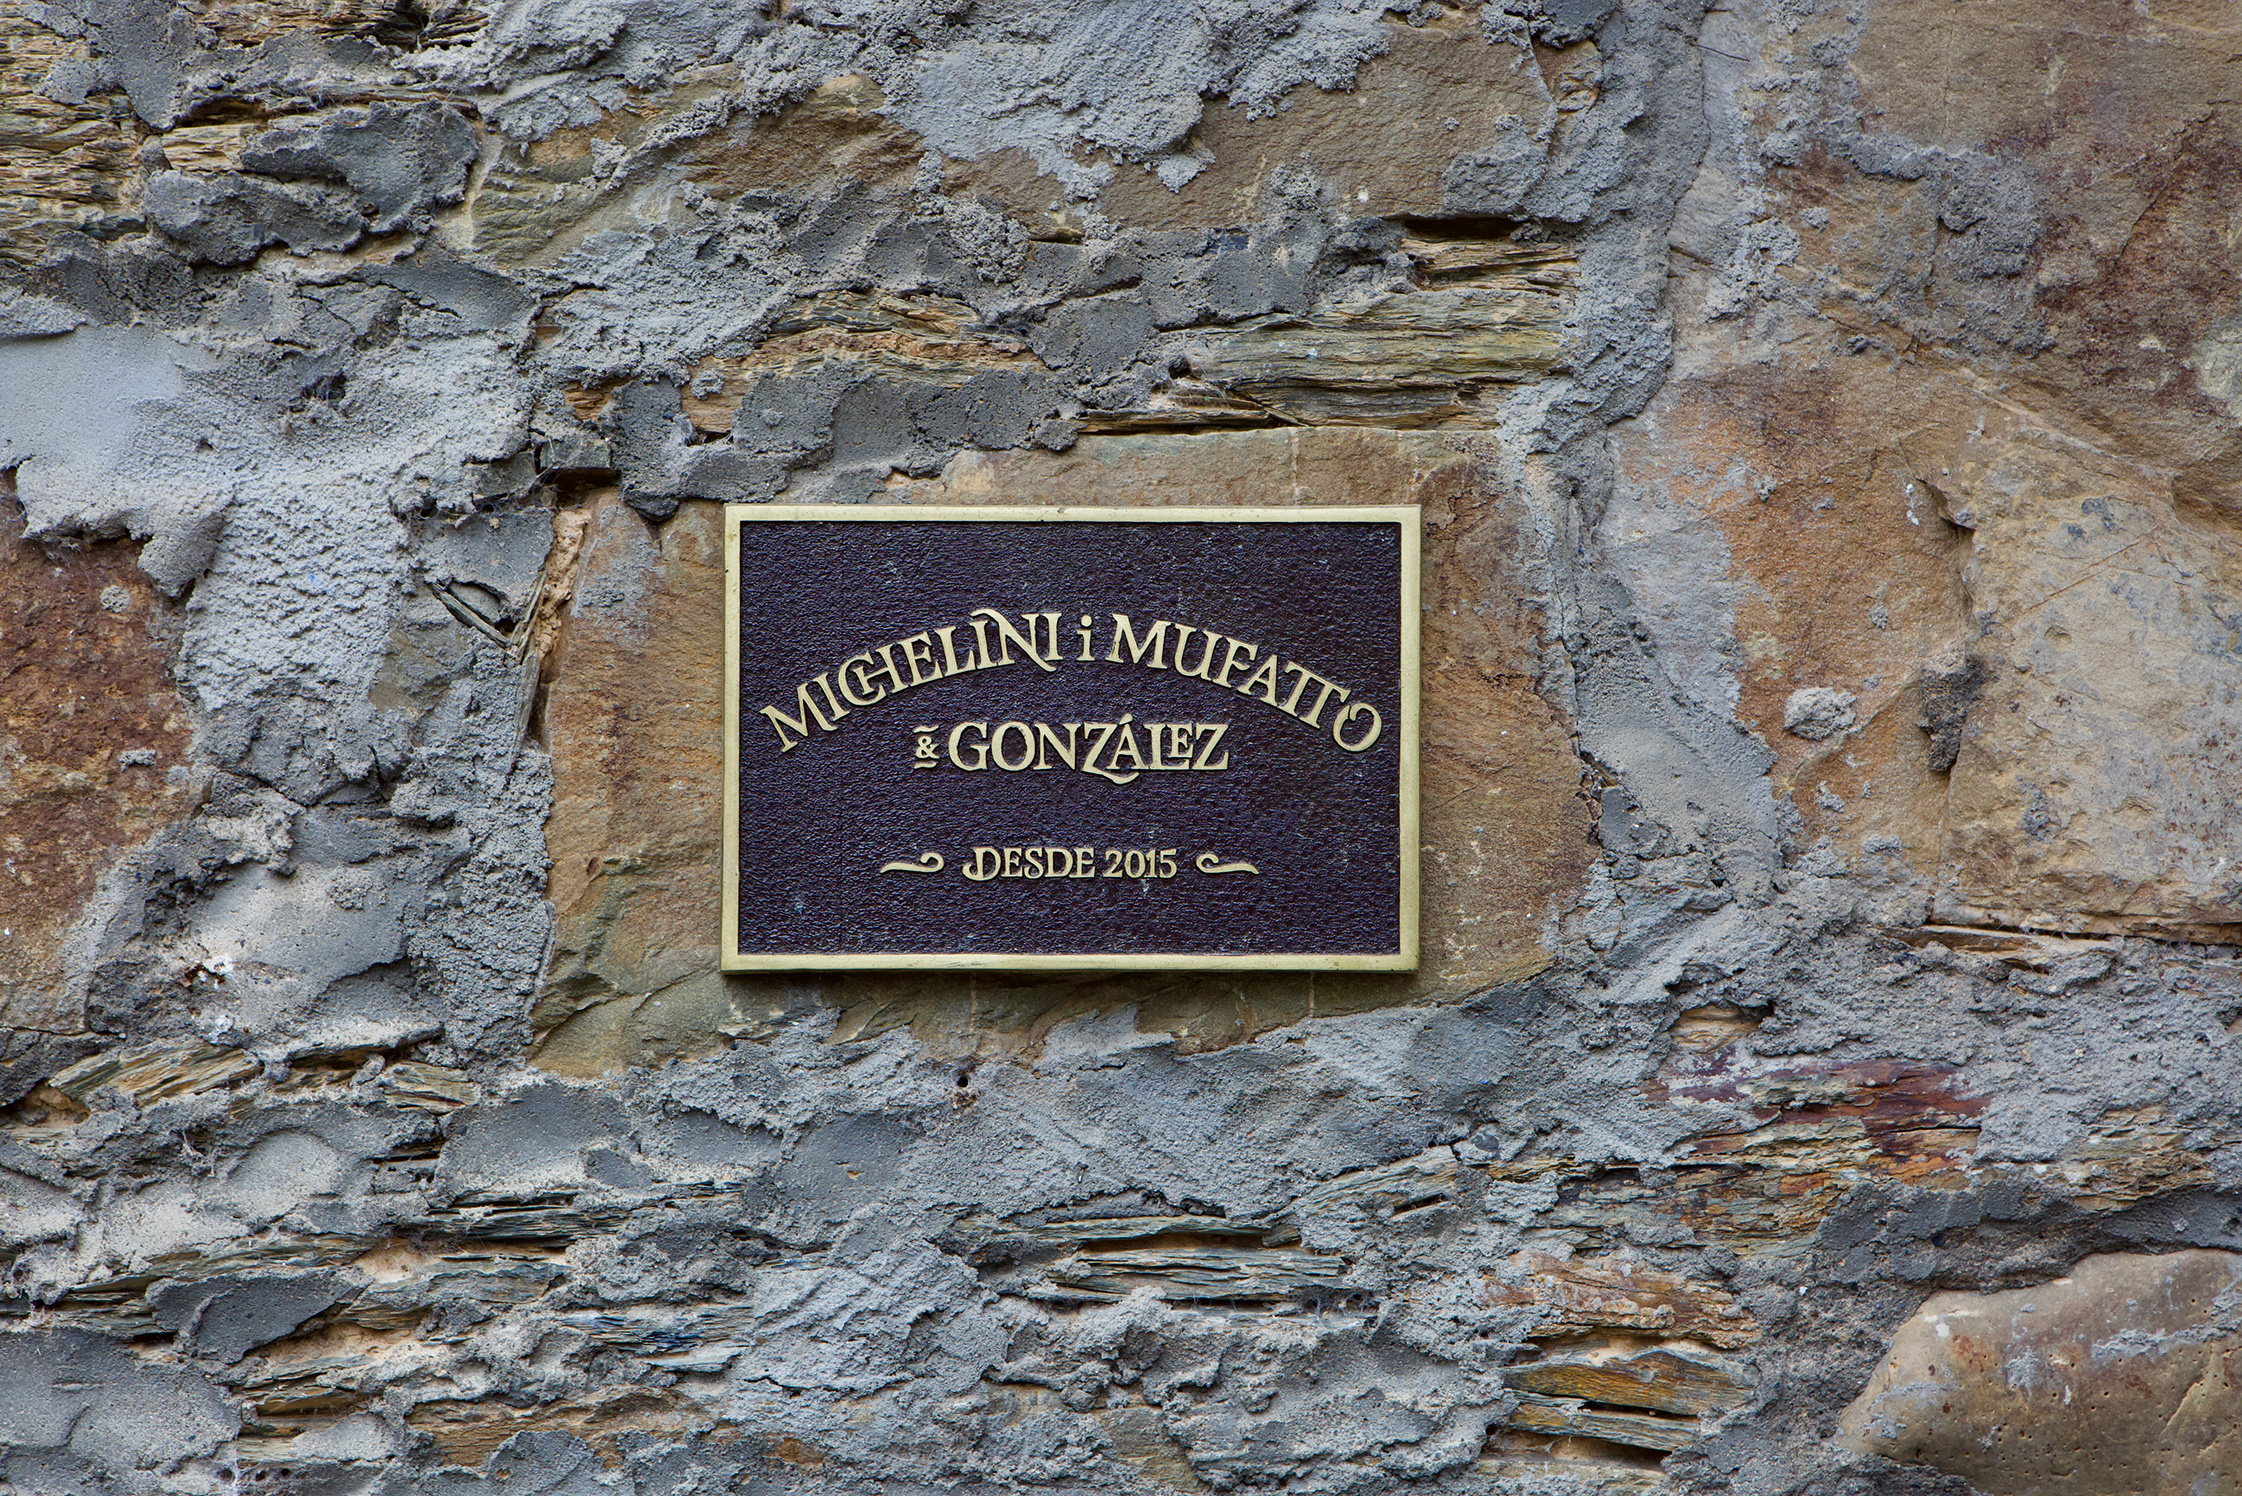 MICHELINI i MUFATTO
& GONZÁLEZ
DESDE 2015